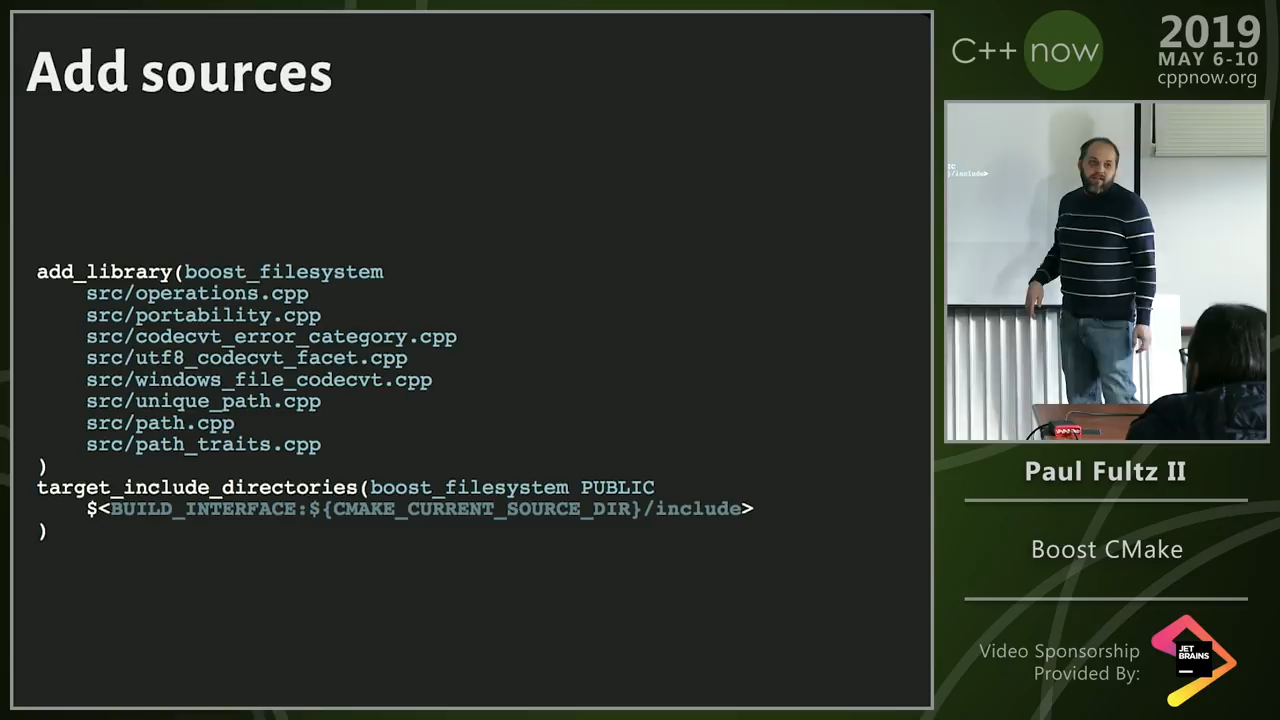 Add sources
add_library(boost_filesystem
    src/operations.cpp
    src/portability.cpp
    src/codecvt_error_category.cpp
    src/utf8_codecvt_facet.cpp
    src/windows_file_codecvt.cpp
    src/unique_path.cpp
    src/path.cpp
    src/path_traits.cpp
)
target_include_directories(boost_filesystem PUBLIC
    $<BUILD_INTERFACE:${CMAKE_CURRENT_SOURCE_DIR}/include>
)
C++ now
2019
MAY 6-10
cppnow.org
IC
}/include>
Paul Fultz II
Boost CMake
Video Sponsorship
Provided By:
JET
BRAINS